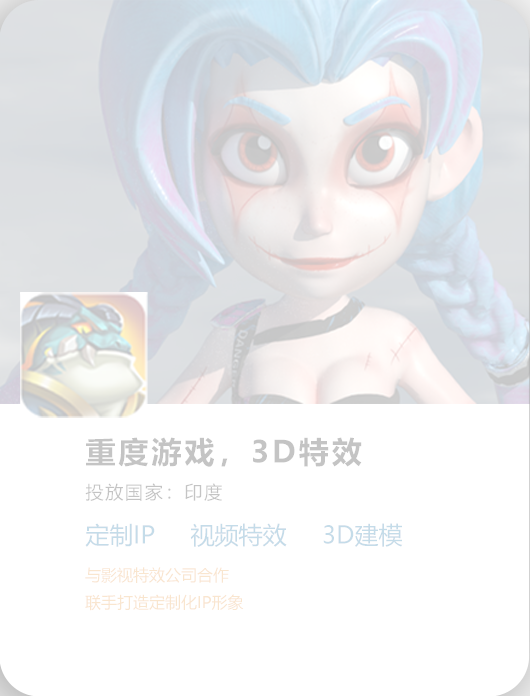 DANGER
重度游戏，3D特效
投放国家：印度
定制IP 视频特效 3D建模
与影视特效公司合作
联手打造定制化IP形象